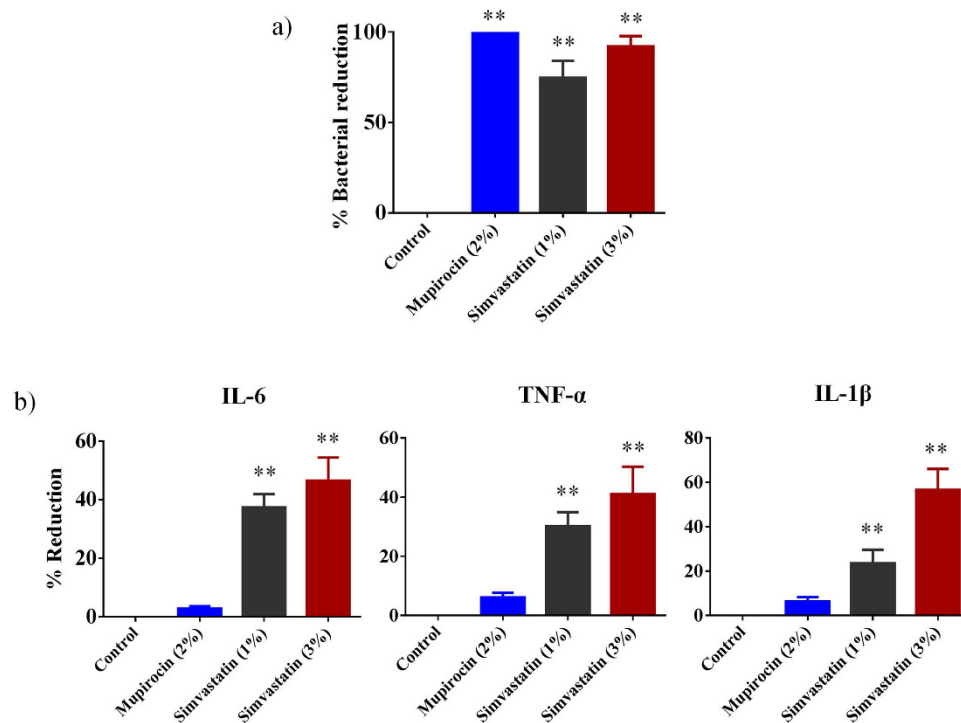 a)
% Bacterial reduction
100
50
0
**
**
**
Control
Mupirocin (2%)
Simvastatin (1%)
Simvastatin (3%)
b)
IL-6
% Reduction
60
40
20
0
**
**
Control
Mupirocin (2%)
Simvastatin (1%)
Simvastatin (3%)
TNF-α
60
40
20
0
**
**
Control
Mupirocin (2%)
Simvastatin (1%)
Simvastatin (3%)
IL-1β
80
60
40
20
0
**
**
Control
Mupirocin (2%)
Simvastatin (1%)
Simvastatin (3%)